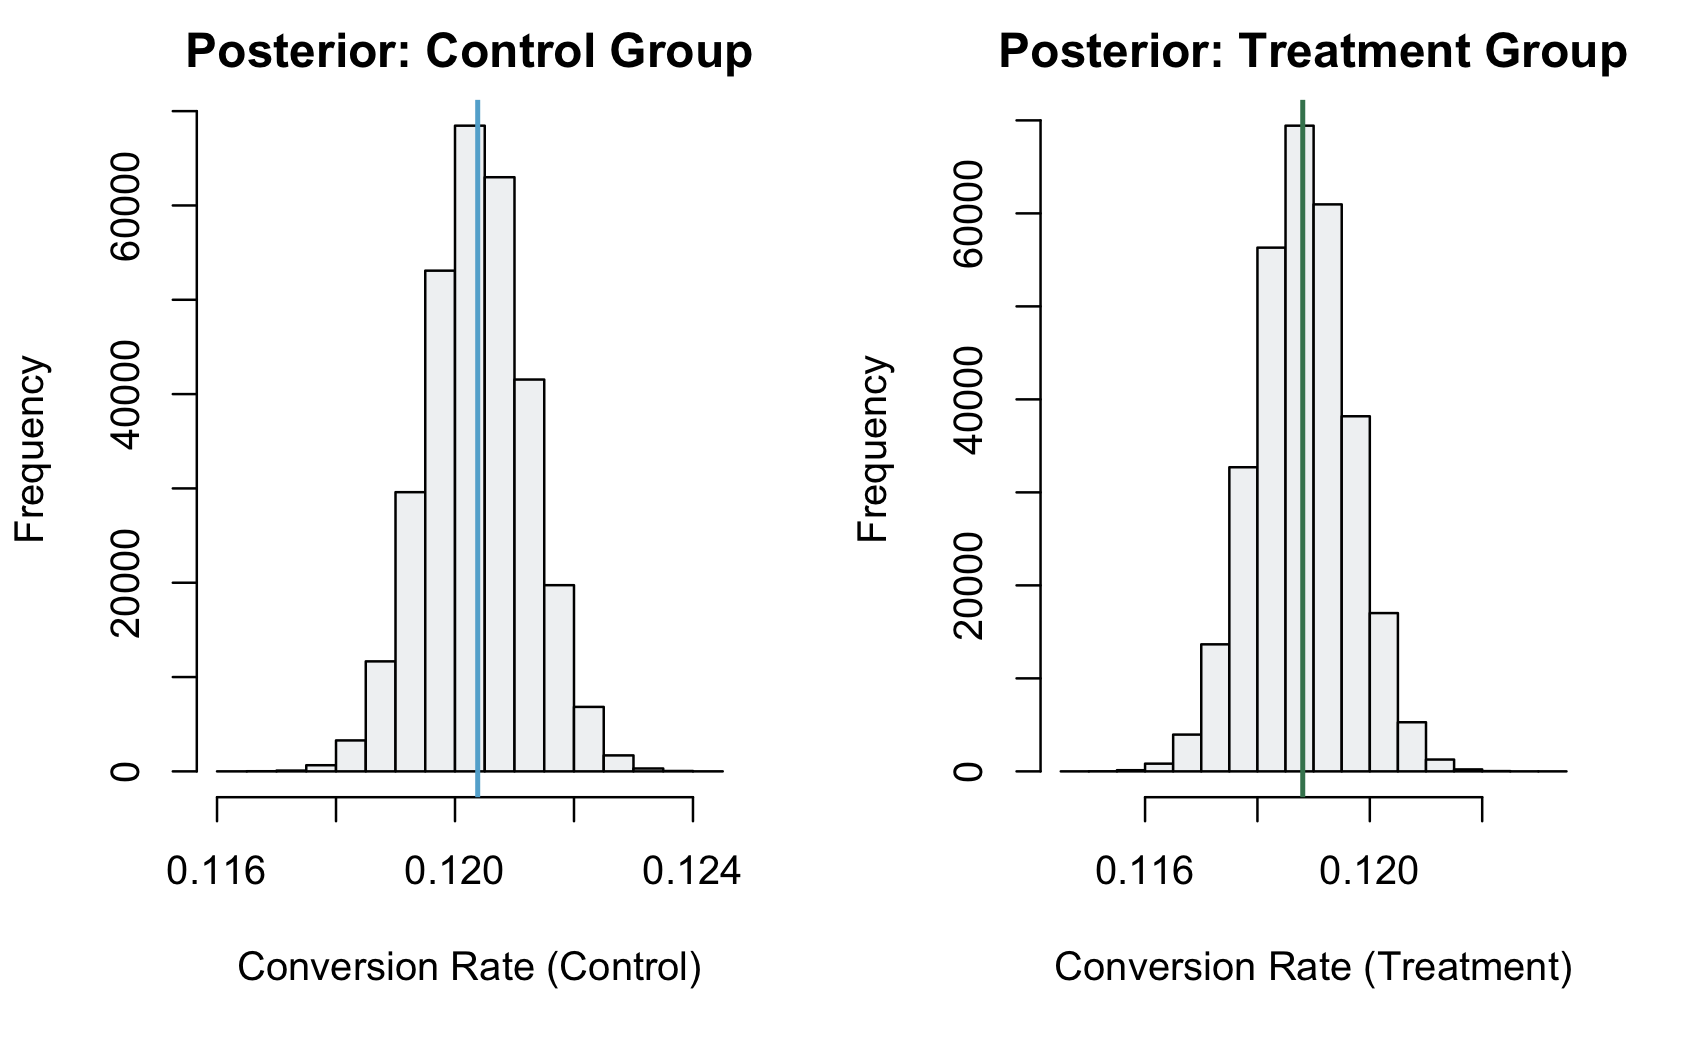 Posterior: Control Group
Frequency
0
20000
40000
60000
0.116
0.120
0.124
Conversion Rate (Control)
Posterior: Treatment Group
Frequency
0
20000
40000
60000
0.116
0.120
Conversion Rate (Treatment)